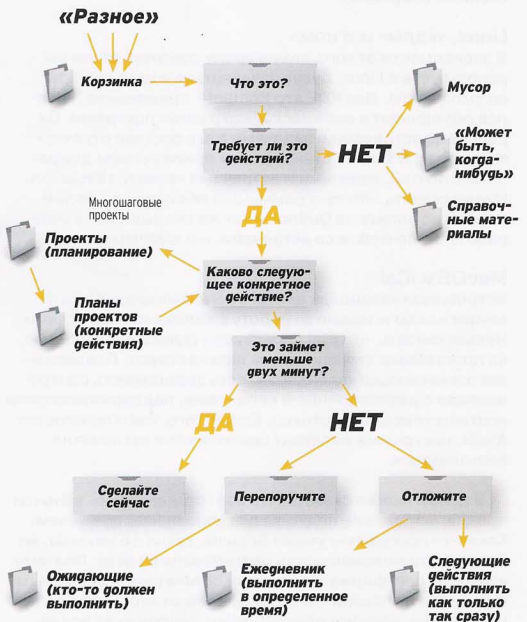 «Разное»
Корзинка
Что это?
Мусор
Требует ли это
действий?
НЕТ
«Может
быть,
когда-
нибудь»
Справоч-
ные мате-
риалы
ДА
Многошаговые
проекты
Проекты
(планирование)
Каково следую-
щее конкретное
действие?
Планы
проектов
(конкретные
действия)
Это займет
меньше
двух минут?
ДА
НЕТ
Сделайте
сейчас
Перепоручите
Отложите
Ожидающие
(кто-то должен
выполнить)
Ежедневник
(выполнить
в определенное
время)
Следующие
действия
(выполнить
как только
так сразу)